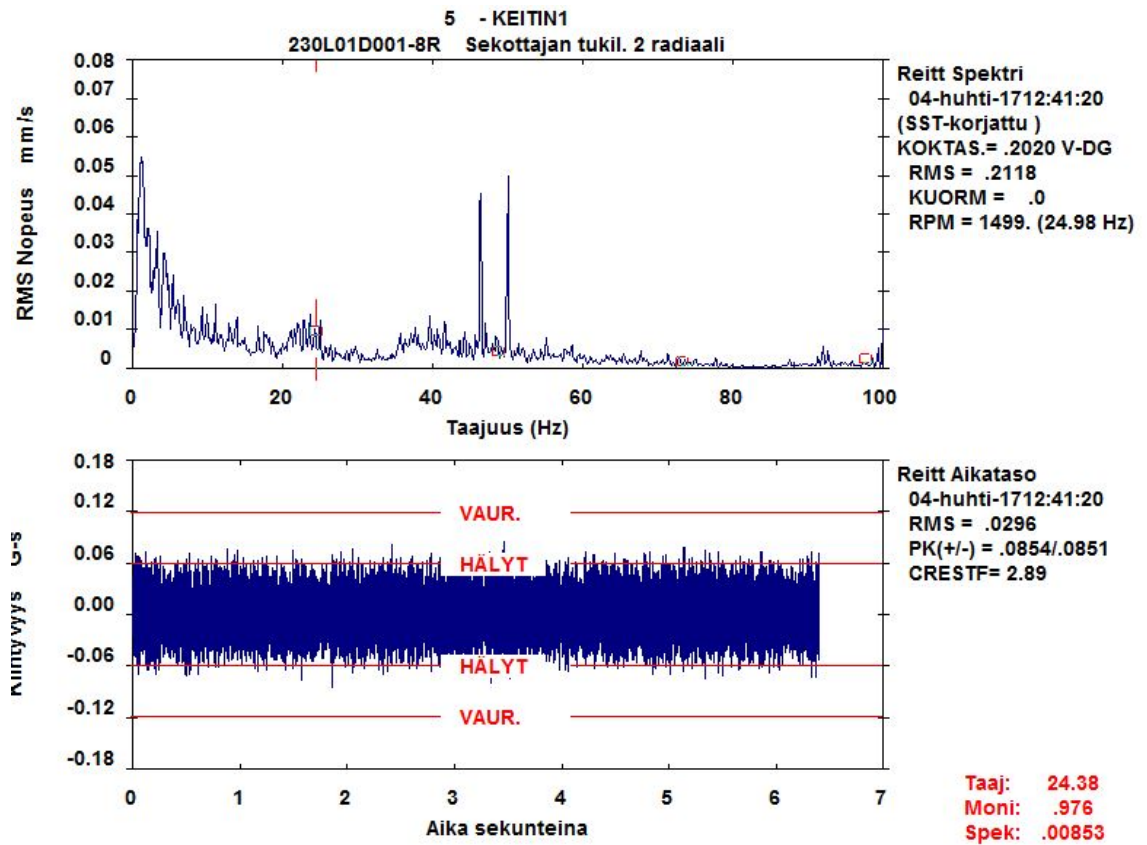 5 - KEITIN1
230L01D001-8R Sekottajan tukil. 2 radiaali
RMS Nopeus mm/s
0.08
0.07
0.06
0.05
0.04
0.03
0.02
0.01
0
0 20 40 60 80 100
Taajuus (Hz)
Reitt Spektri
04-huhti-1712:41:20
(SST-korjattu )
KOKTAS.= .2020 V-DG
RMS = .2118
KUORM = .0
RPM = 1499. (24.98 Hz)
G-s
0.18
0.12
0.06
0.00
-0.06
-0.12
-0.18
VAUR.
HÄLYT
HÄLYT
VAUR.
0 1 2 3 4 5 6 7
Aika sekunteina
Reitt Aikataso
04-huhti-1712:41:20
RMS = .0296
PK(+/-) = .0854/.0851
CRESTF= 2.89
Taaj: 24.38
Moni: .976
Spek: .00853